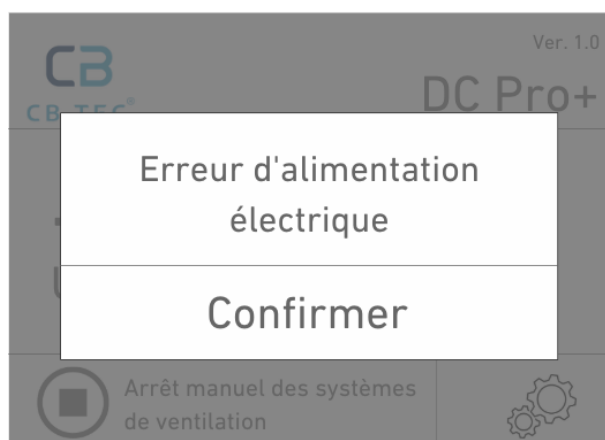 Ver. 1.0
CB
CB TEC®
DC Pro+
Erreur d'alimentation
électrique
Confirmer
Arrêt manuel des systèmes
de ventilation